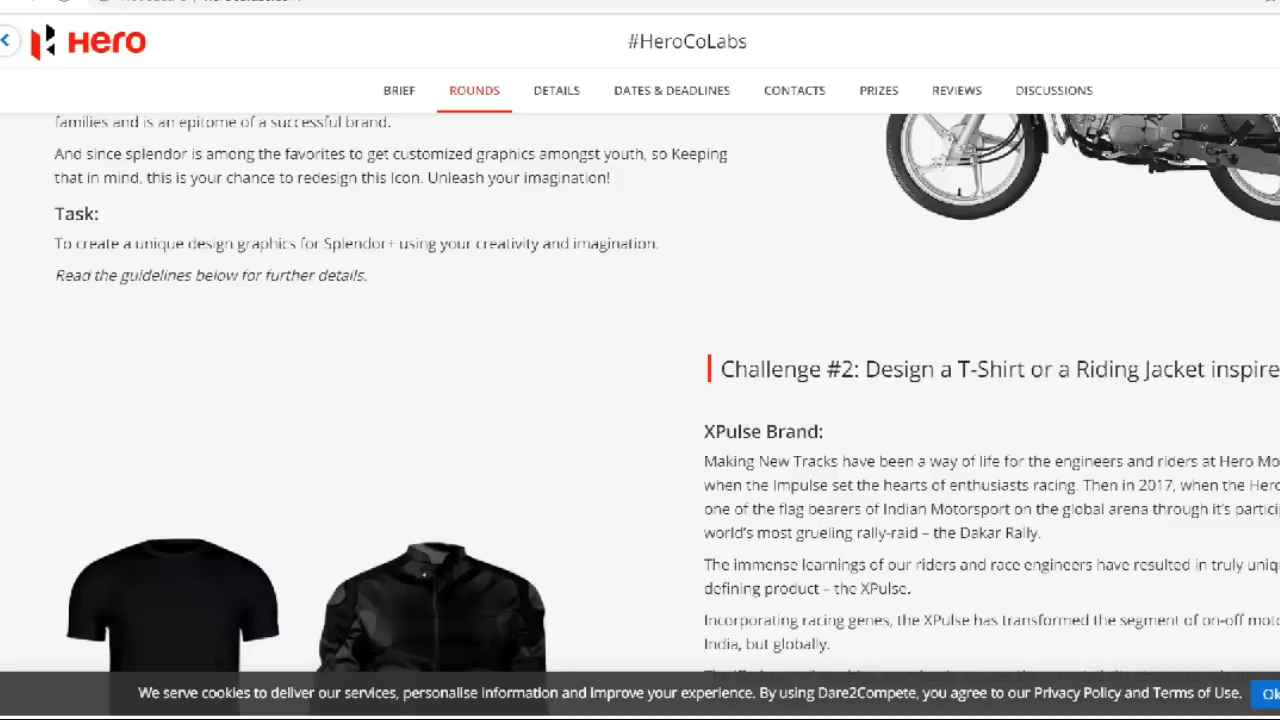 Hero
#HeroCoLabs
BRIEF ROUNDS DETAILS DATES & DEADLINES CONTACTS PRIZES REVIEWS DISCUSSIONS
families and is an epitome of a successful brand.
And since splendor is among the favorites to get customized graphics amongst youth, so Keeping
that in mind, this is your chance to redesign this Icon. Unleash your imagination!
Task:
To create a unique design graphics for Splendor+ using your creativity and imagination.
Read the guidelines below for further details.
Challenge #2: Design a T-Shirt or a Riding Jacket inspire
XPulse Brand:
Making New Tracks have been a way of life for the engineers and riders at Hero Mo
when the Impulse set the hearts of enthusiasts racing. Then in 2017, when the Hero
one of the flag bearers of Indian Motorsport on the global arena through it's partici
world's most grueling rally-raid – the Dakar Rally.
The immense learnings of our riders and race engineers have resulted in truly uniq
defining product – the XPulse.
Incorporating racing genes, the XPulse has transformed the segment of on-off moto
India, but globally.
We serve cookies to deliver our services, personalise information and improve your experience. By using Dare2Compete, you agree to our Privacy Policy and Terms of Use. Ok